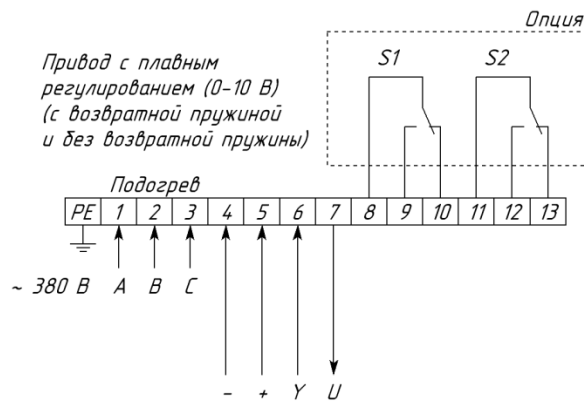 Опция
Привод с плавным
регулированием (0-10 В)
(с возвратной пружиной
и без возвратной пружины)
S1 S2
Подогрев
PE 1 2 3 4 5 6 7 8 9 10 11 12 13
~ 380 В A B C
- + Y U